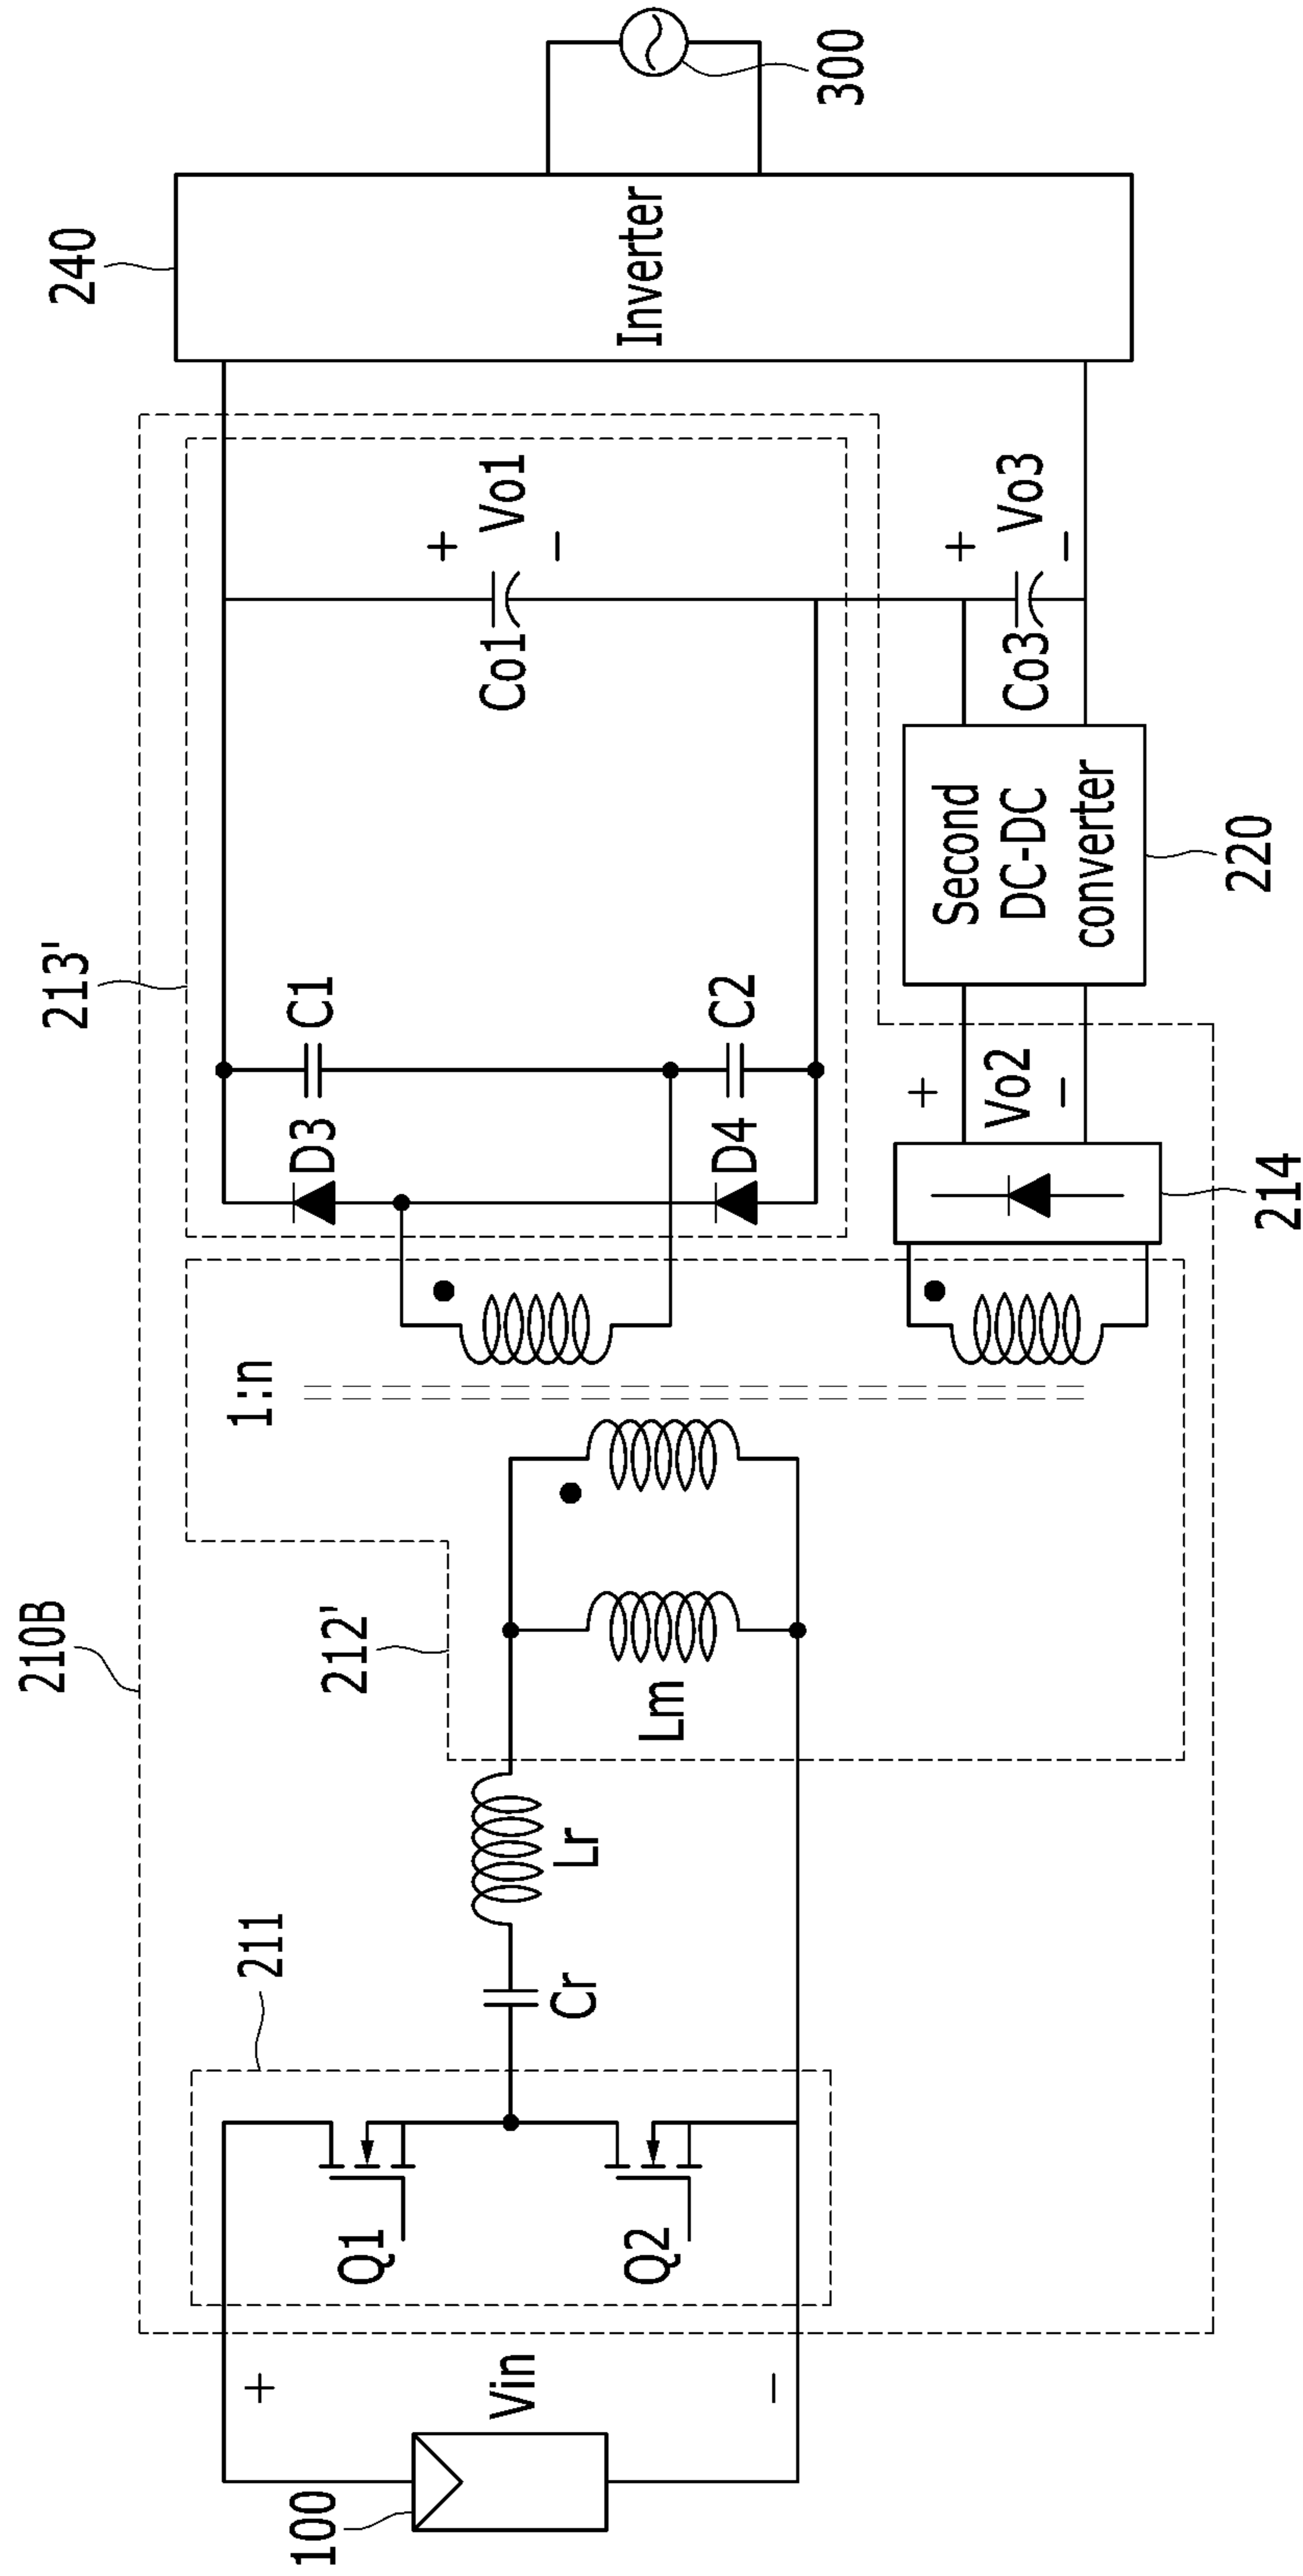 210B
213'
240
212'
1:n
211
D3
C1
Co1
+
Vo1
−
Inverter
300
100
+
Vin
−
Q1
Q2
Cr
Lr
Lm
D4
C2
+
Vo2
−
Second
DC-DC
converter
Co3
+
Vo3
−
214
220